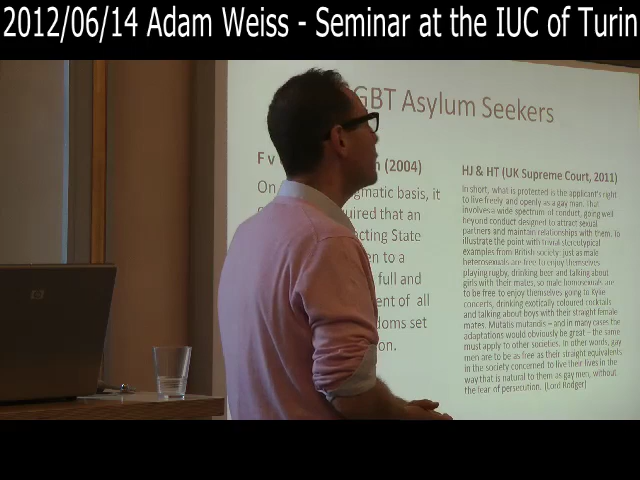 2012/06/14 Adam Weiss - Seminar at the IUC of Turin
GBT Asylum Seekers
F v
(2004)
On
gmatic basis, it
uired that an
cting State
en to a
full and
ent of all
doms set
on.
HJ & HT (UK Supreme Court, 2011)
In short, what is protected is the applicant's right
to live freely and openly as a gay man. That
involves a wide spectrum of conduct, going well
beyond conduct designed to attract sexual
partners and maintain relationships with them. To
illustrate the point with trivial stereotypical
examples from British society: just as male
heterosexuals are free to enjoy themselves
playing rugby, drinking beer and talking about
girls with their mates, so male homosexuals are
to be free to enjoy themselves going to Kylie
concerts, drinking exotically coloured cocktails
and talking about boys with their straight female
mates. Mutatis mutandis – and in many cases the
adaptations would obviously be great – the same
must apply to other societies. In other words, gay
men are to be as free as their straight equivalents
in the society concerned to live their lives in the
way that is natural to them as gay men, without
the fear of persecution. [Lord Rodger]
hp